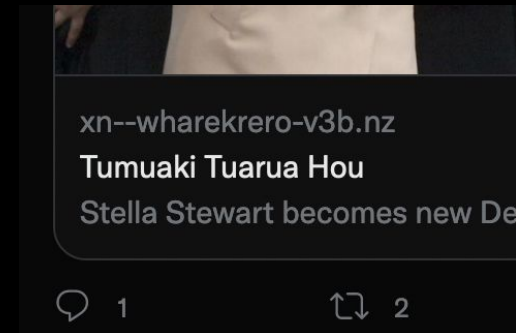 xn--wharekrero-v3b.nz
Tumuaki Tuarua Hou
Stella Stewart becomes new De
1
2